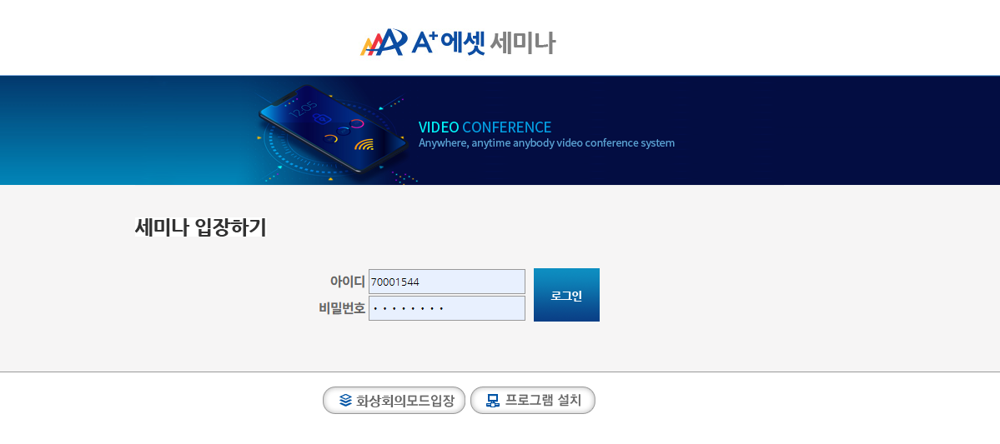 A+에셋 세미나
12:05
VIDEO CONFERENCE
Anywhere, anytime anybody video conference system
세미나 입장하기
아이디 70001544
비밀번호 ········
로그인
화상회의모드입장 프로그램 설치